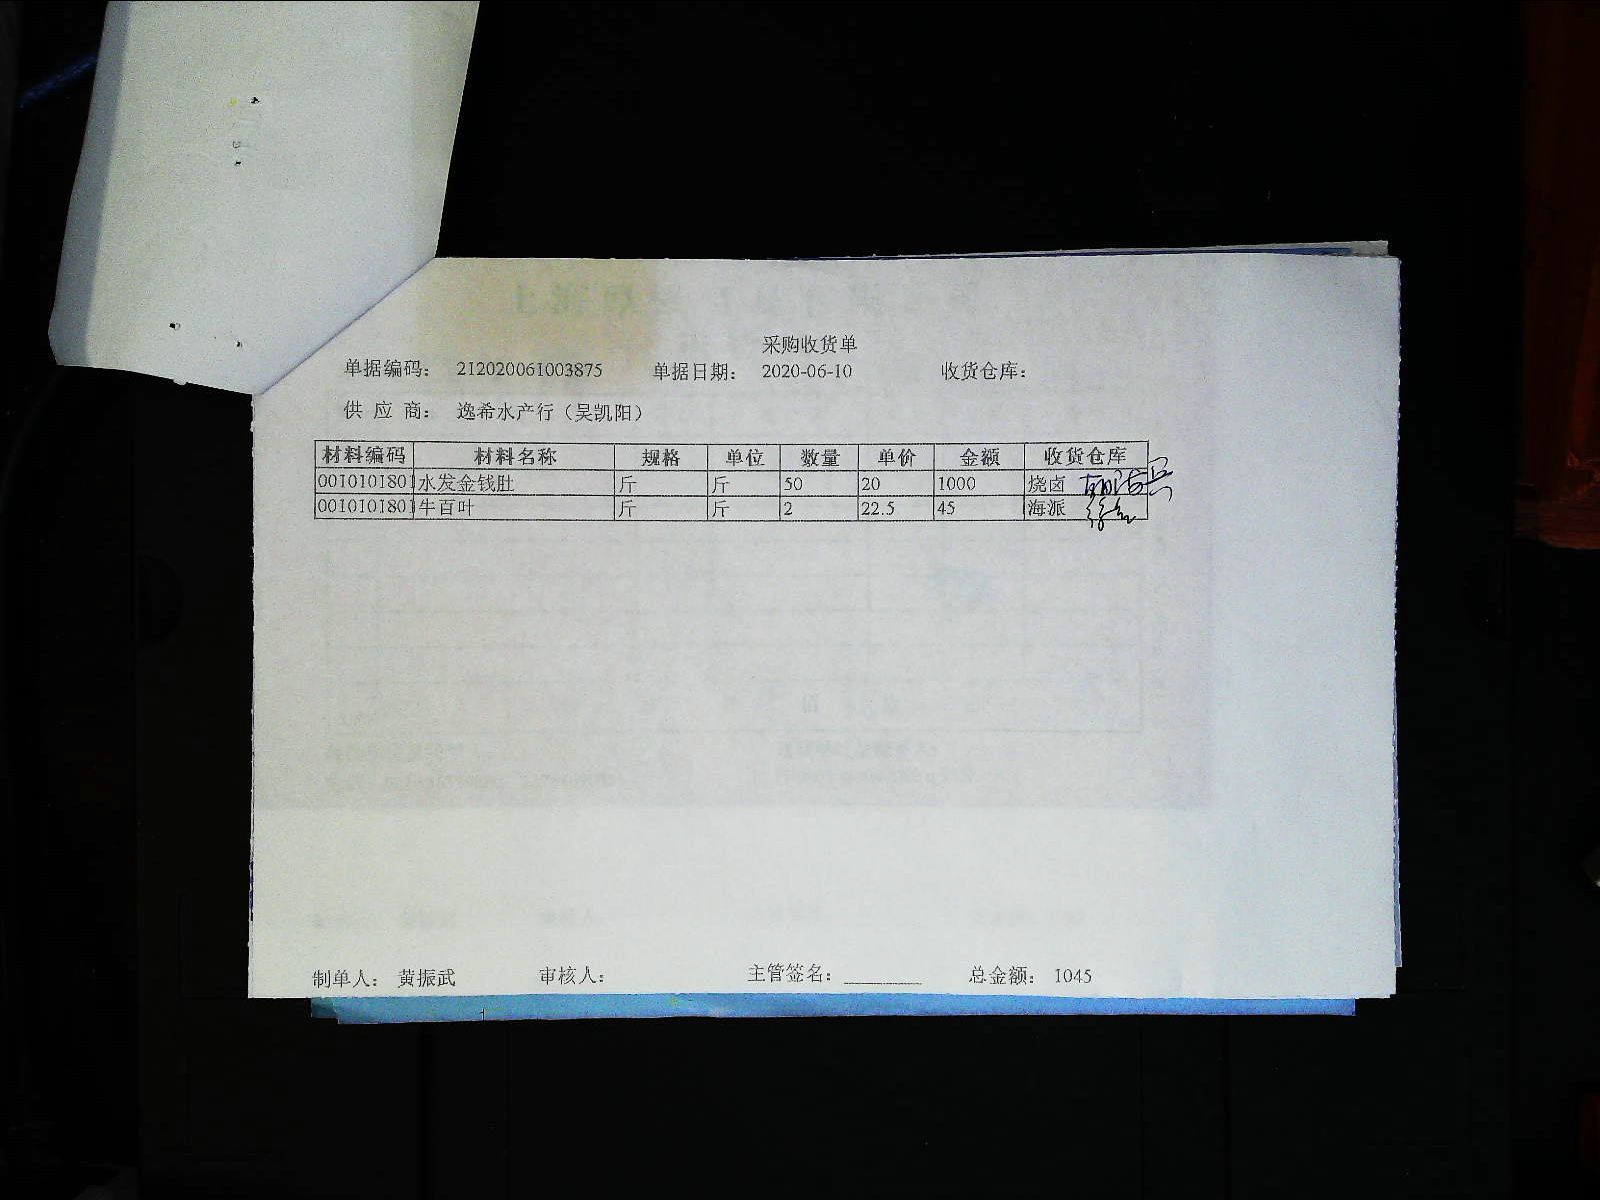 采购收货单
单据编码： 212020061003875 单据日期： 2020-06-10 收货仓库：
供 应 商： 逸希水产行（吴凯阳）
材料编码 材料名称 规格 单位 数量 单价 金额 收货仓库
0010101801 水发金钱肚 斤 斤 50 20 1000 烧卤
0010101801 牛百叶 斤 斤 2 22.5 45 海派
制单人： 黄振武 审核人： 主管签名：________ 总金额： 1045